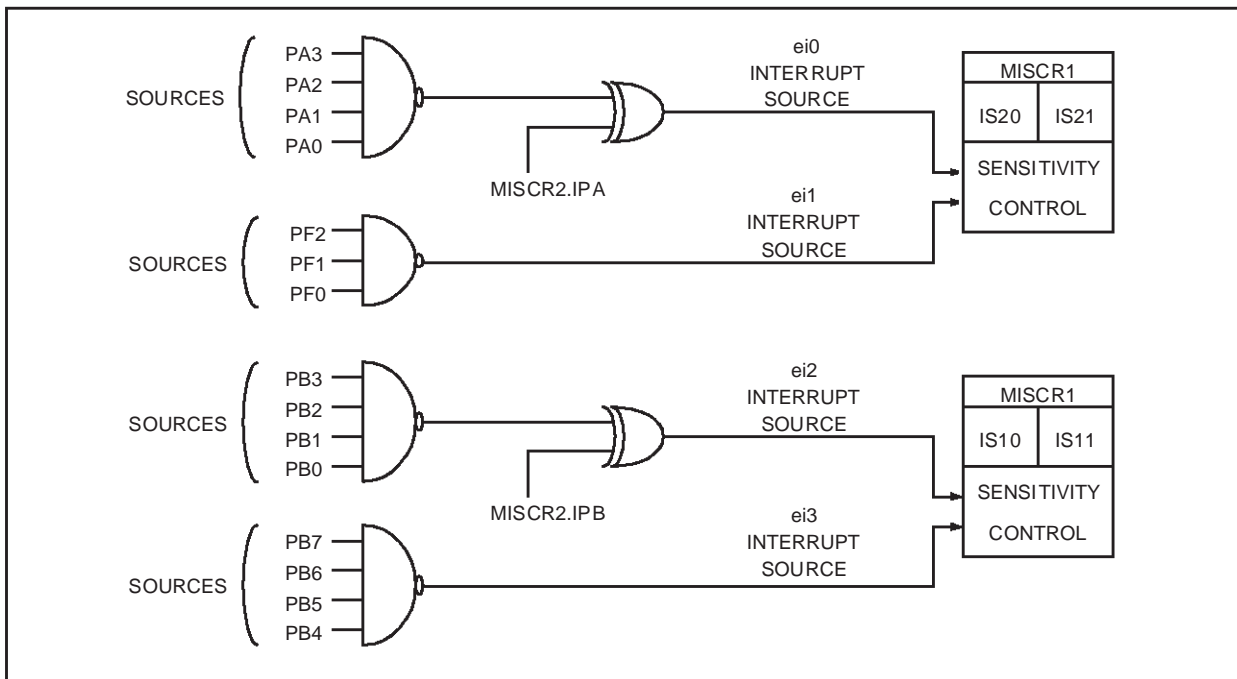 SOURCES
PA3
PA2
PA1
PA0
MISCR2.IPA
ei0
INTERRUPT
SOURCE
MISCR1
IS20 IS21
SENSITIVITY
CONTROL
SOURCES
PF2
PF1
PF0
ei1
INTERRUPT
SOURCE
SOURCES
PB3
PB2
PB1
PB0
MISCR2.IPB
ei2
INTERRUPT
SOURCE
MISCR1
IS10 IS11
SENSITIVITY
CONTROL
SOURCES
PB7
PB6
PB5
PB4
ei3
INTERRUPT
SOURCE